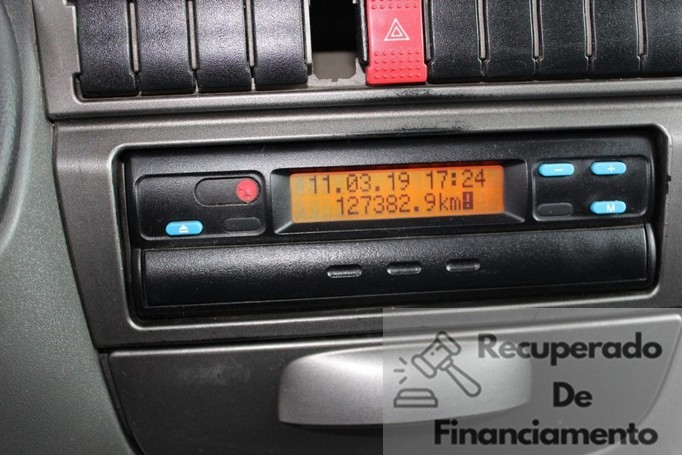 11.03.19 17:24
127382.9km!
- +
M
Recuperado
De
Financiamento